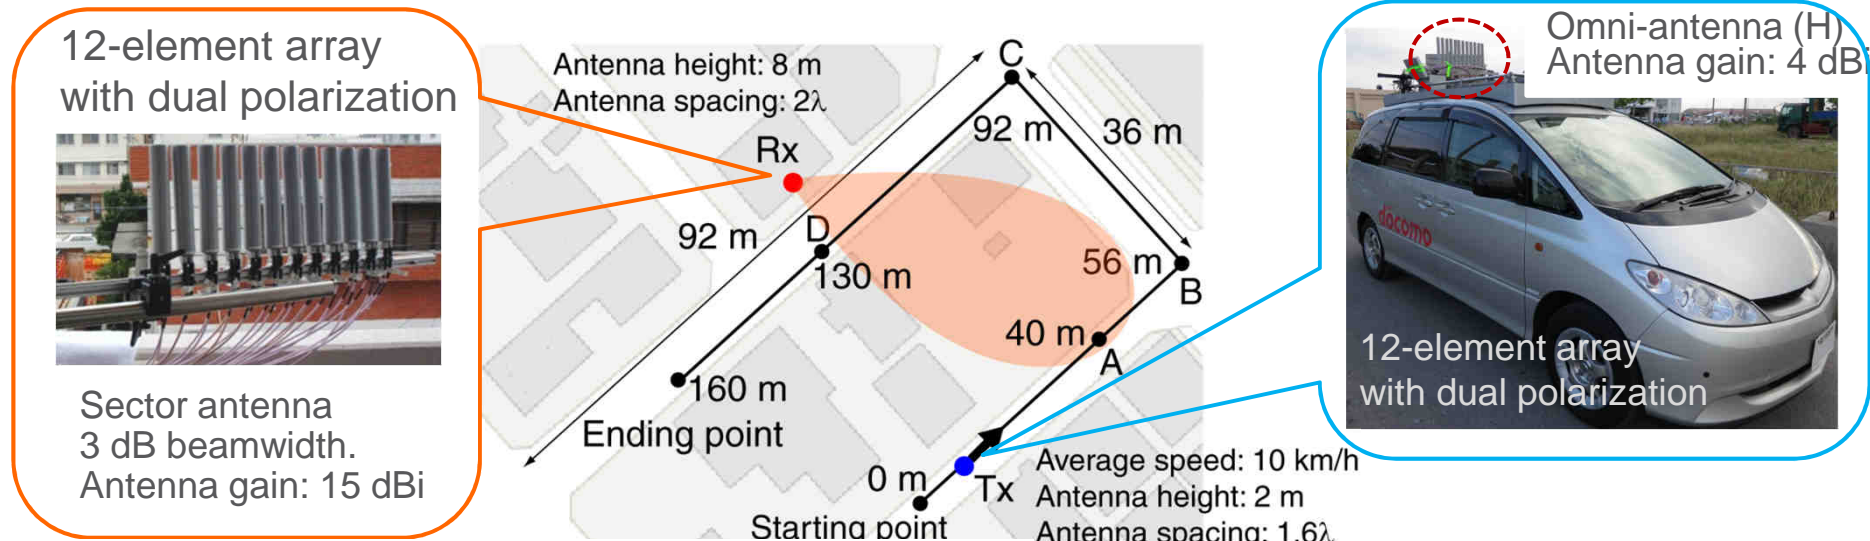 12-element array
with dual polarization
Sector antenna
3 dB beamwidth.
Antenna gain: 15 dBi
Antenna height: 8 m
Antenna spacing: 2λ
Rx
C
92 m
36 m
92 m
D
130 m
56 m
B
40 m
A
160 m
Ending point
0 m
Tx
Starting point
Average speed: 10 km/h
Antenna height: 2 m
Antenna spacing: 1.6λ
Omni-antenna (H)
Antenna gain: 4 dBi
docomo
12-element array
with dual polarization